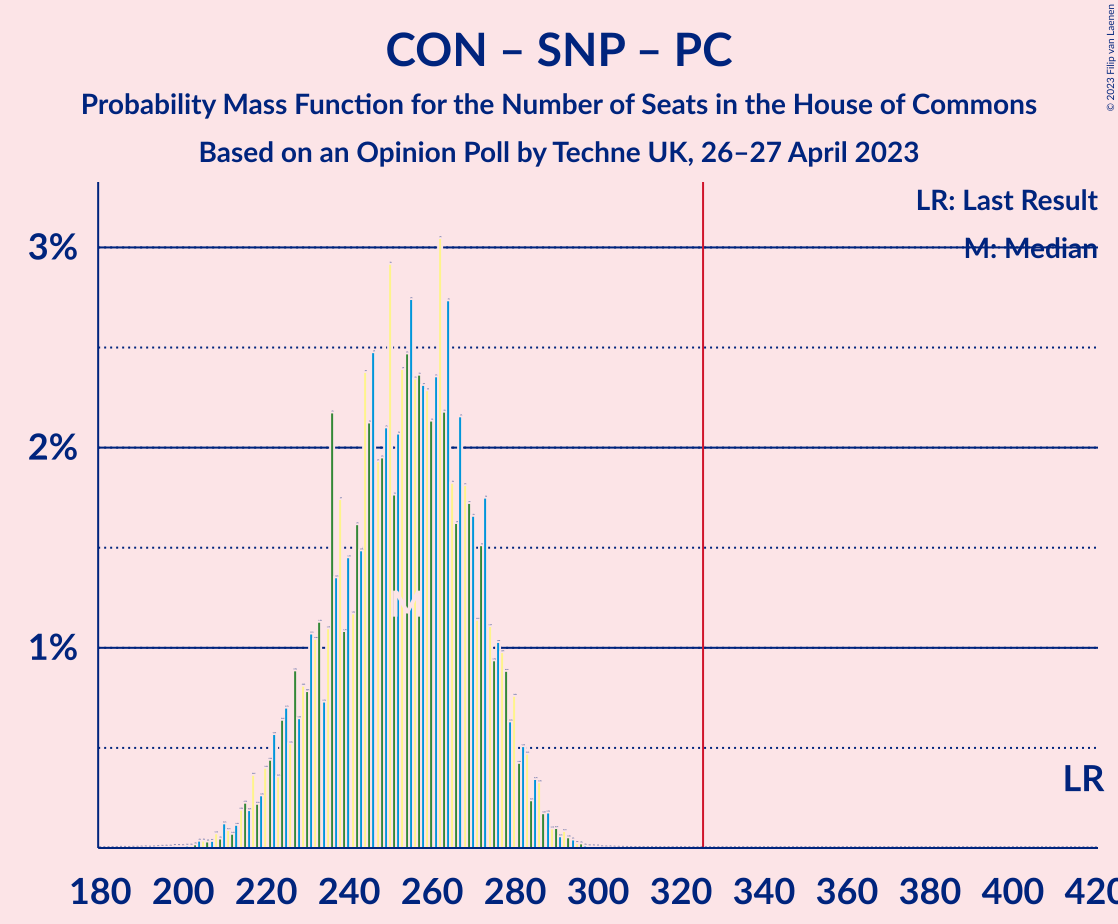 CON – SNP – PC
Probability Mass Function for the Number of Seats in the House of Commons
Based on an Opinion Poll by Techne UK, 26–27 April 2023
© 2023 Filip van Laenen
LR: Last Result
M: Median
3%
2%
1%
M
LR
180 200 220 240 260 280 300 320 340 360 380 400 420